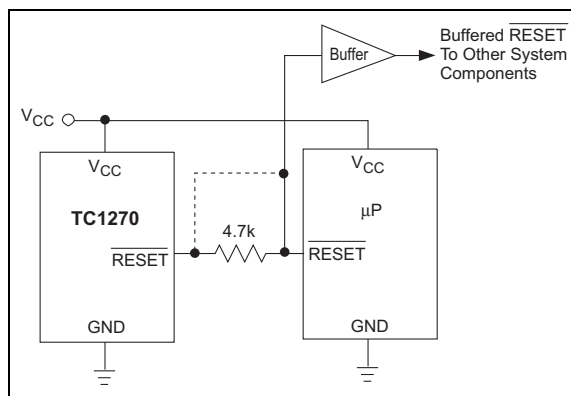 Buffer
Buffered RESET
To Other System
Components
VCC
VCC
VCC
TC1270
µP
4.7k
RESET
RESET
GND
GND